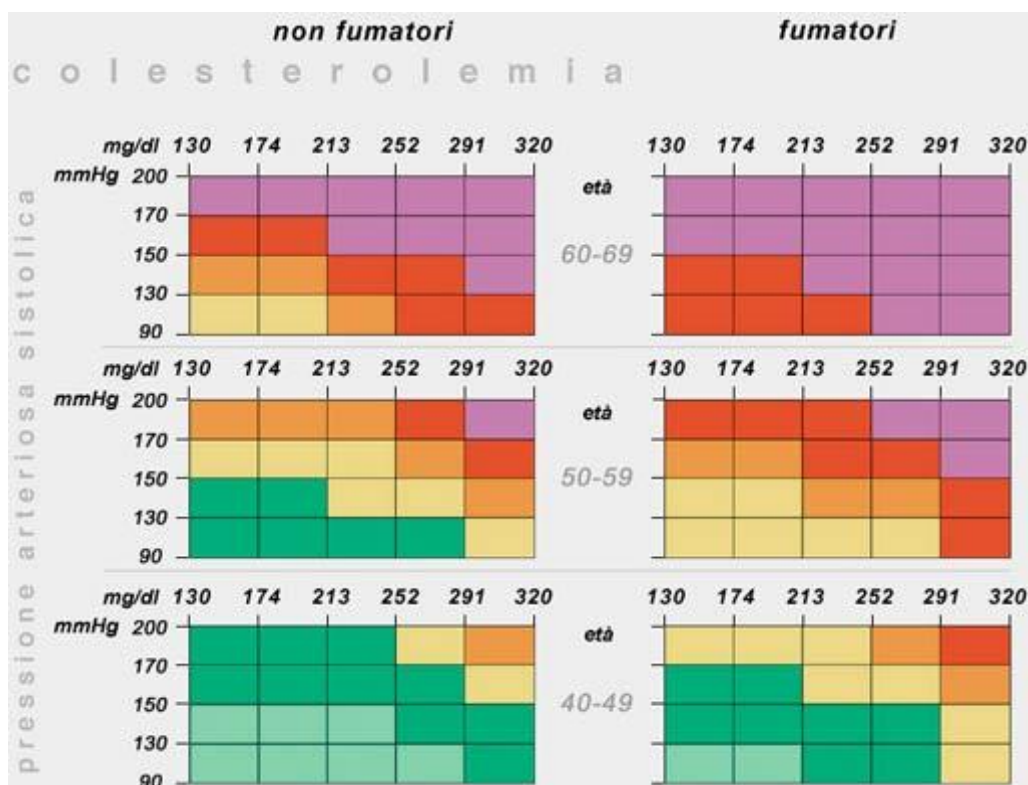 non fumatori fumatori
colesterolemia
mg/dl 130 174 213 252 291 320 130 174 213 252 291 320
mmHg 200 età
170
150 60-69
130
90
mg/dl 130 174 213 252 291 320 130 174 213 252 291 320
mmHg 200 età
170
150 50-59
130
90
mg/dl 130 174 213 252 291 320 130 174 213 252 291 320
mmHg 200 età
170
150 40-49
130
90
pressione arteriosa sistolica